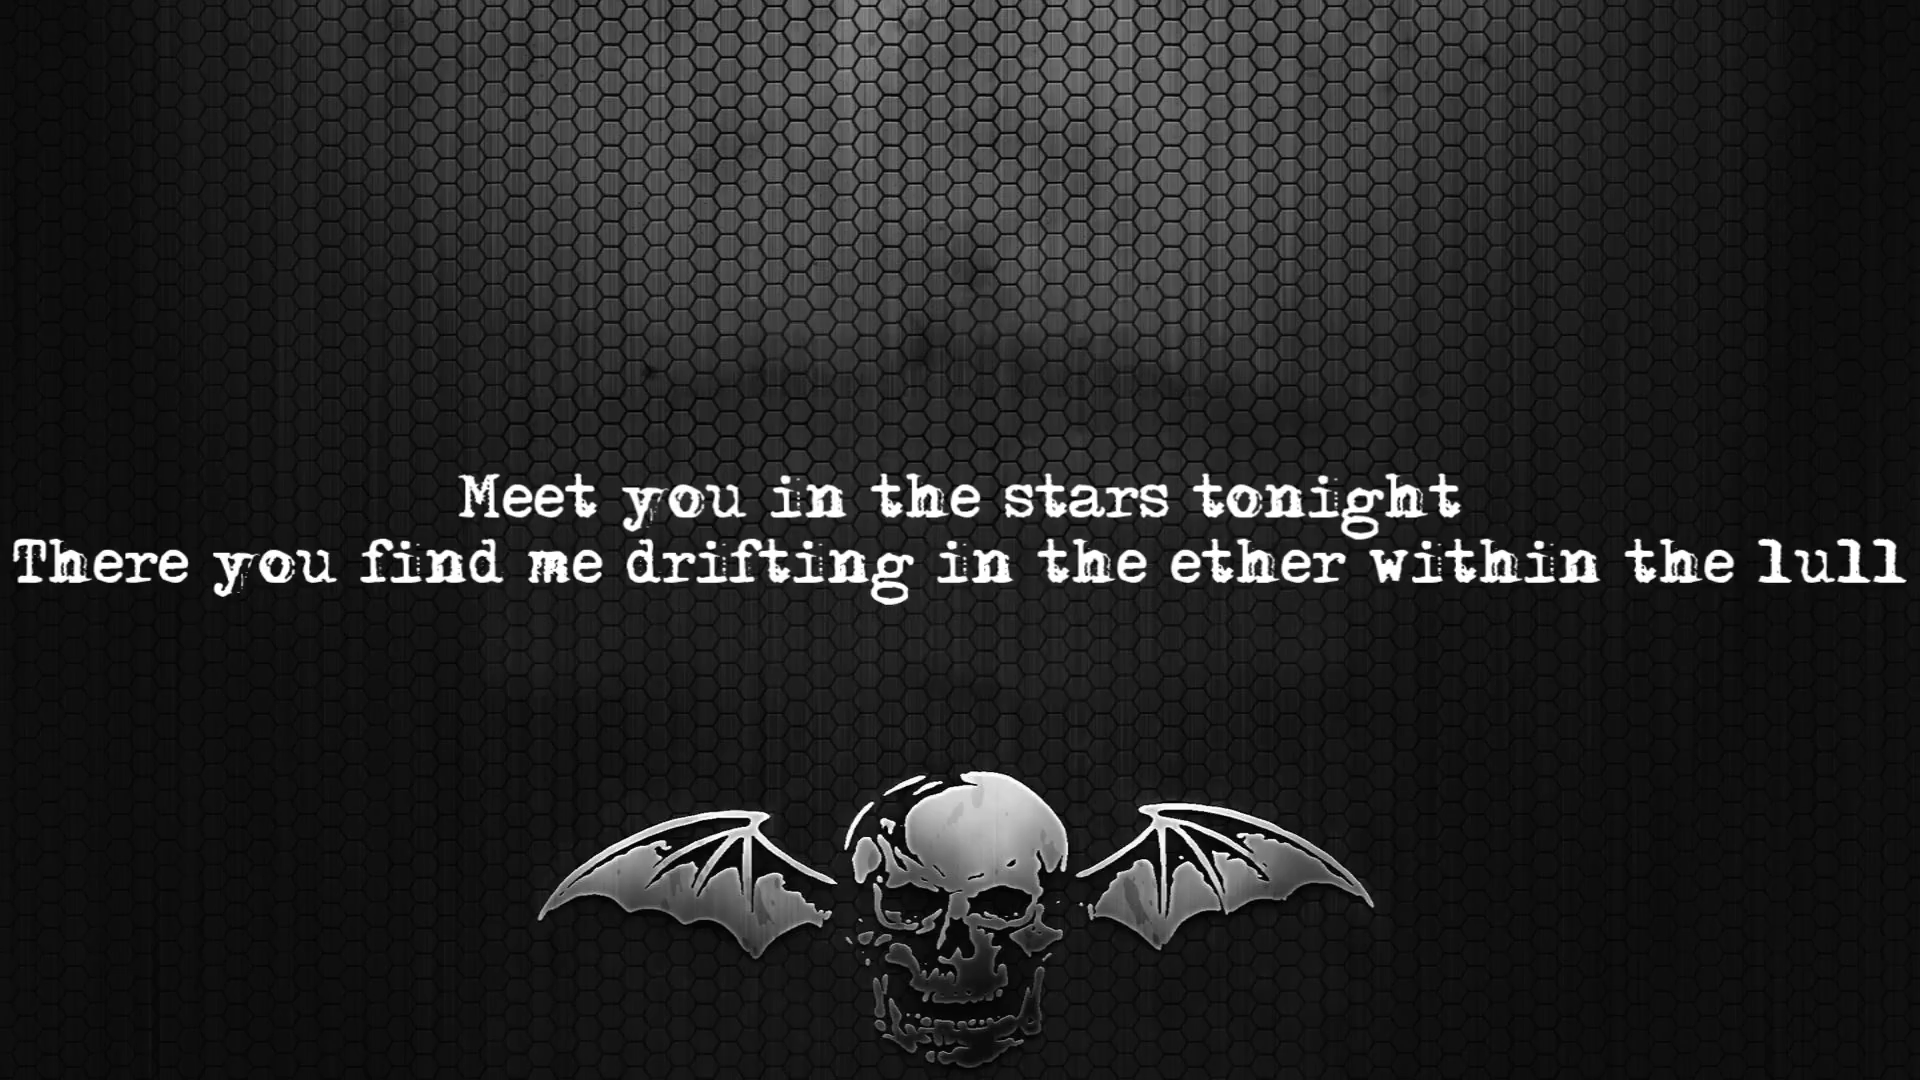 Meet you in the stars tonight
There you find me drifting in the ether within the lull